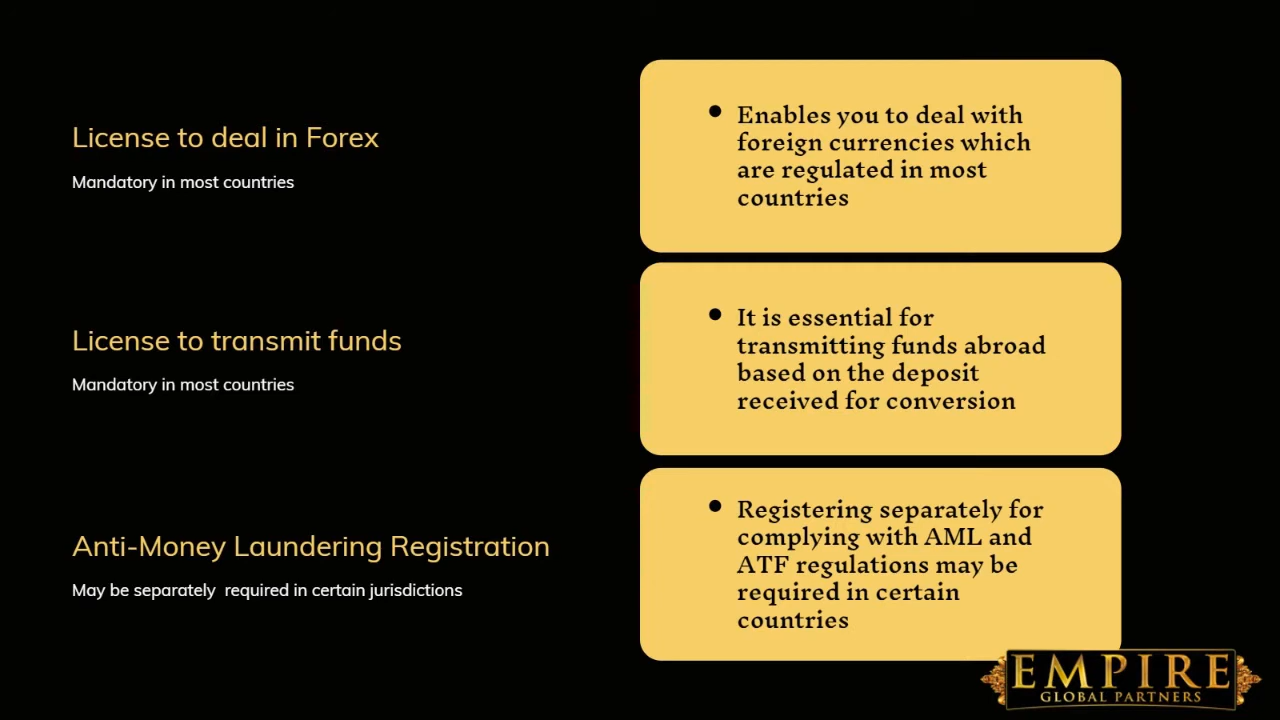 License to deal in Forex
Mandatory in most countries
Enables you to deal with
foreign currencies which
are regulated in most
countries
License to transmit funds
Mandatory in most countries
It is essential for
transmitting funds abroad
based on the deposit
received for conversion
Anti-Money Laundering Registration
May be separately required in certain jurisdictions
Registering separately for
complying with AML and
ATF regulations may be
required in certain
countries
EMPIRE
GLOBAL PARTNERS